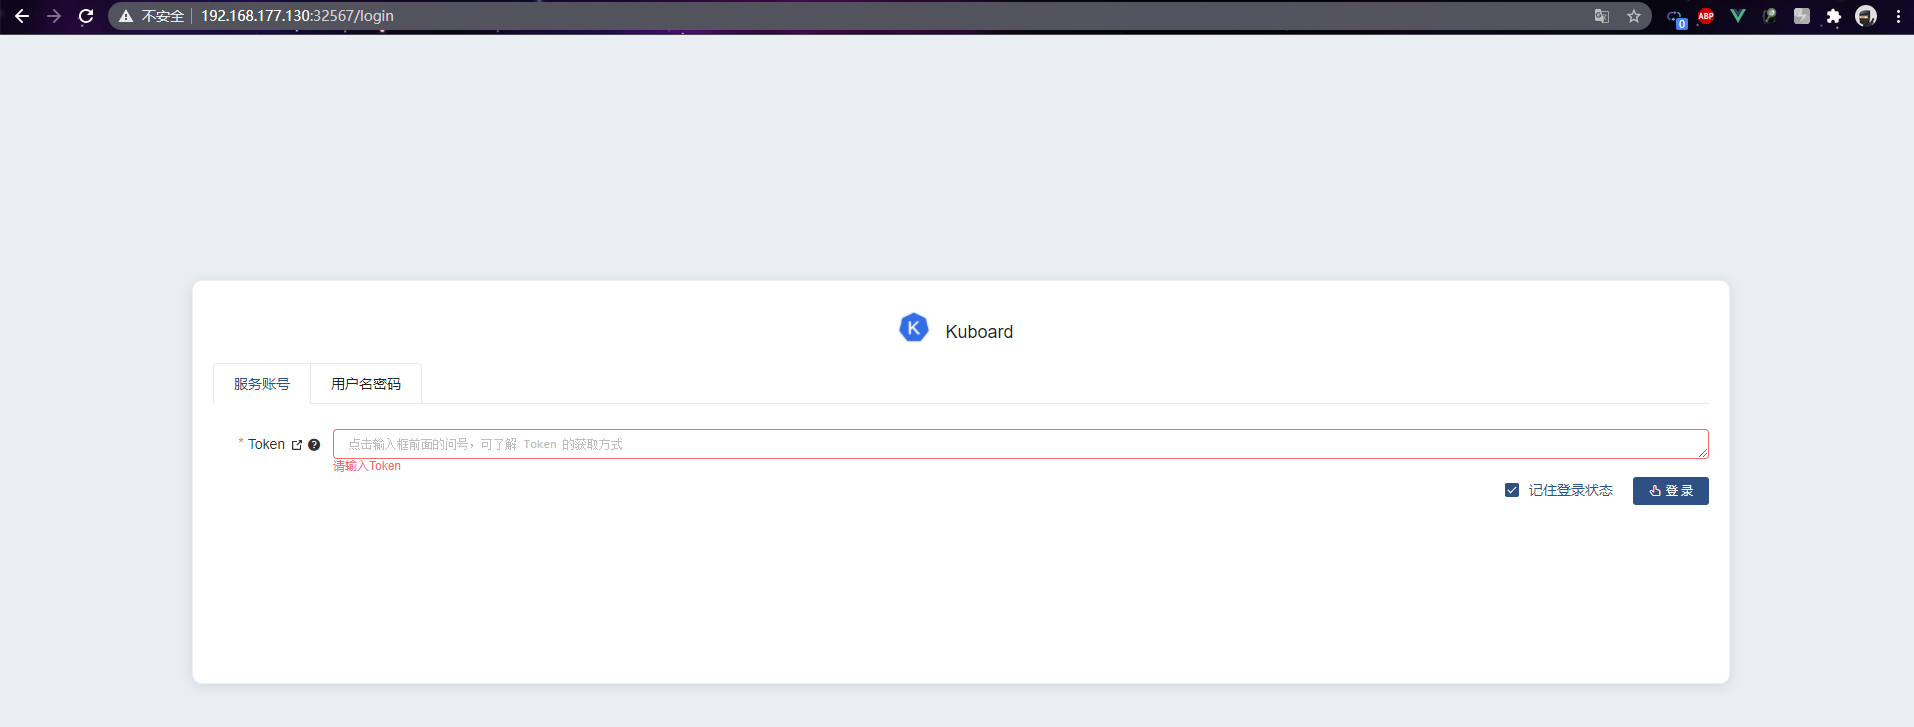 不安全 192.168.177.130:32567/login
ABP
0
K Kuboard
服务账号 用户名密码
* Token 点击输入框前面的问号，可了解 Token 的获取方式
请输入Token
记住登录状态 登 录